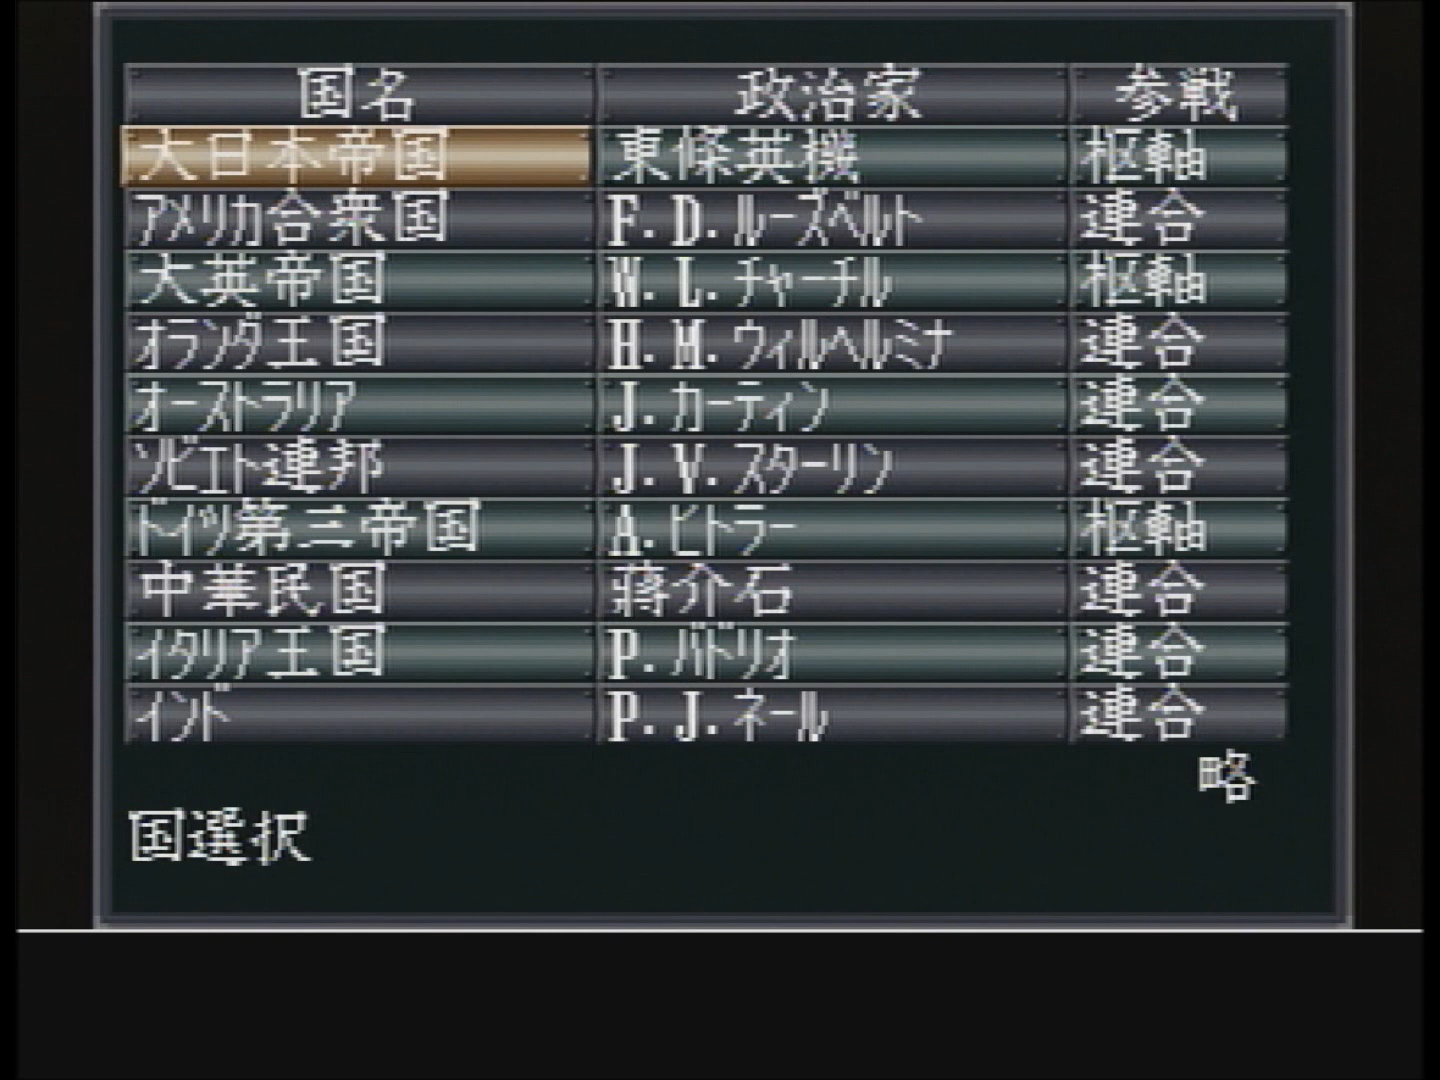 国名 政治家 参戦
大日本帝国 東條英機 枢軸
アメリカ合衆国 F.D.ルーズベルト 連合
大英帝国 W.L.チャーチル 枢軸
オランダ王国 H.M.ウィルヘルミナ 連合
オーストラリア J.カーティン 連合
ソビエト連邦 J.V.スターリン 連合
ドイツ第三帝国 A.ヒトラー 枢軸
中華民国 蒋介石 連合
イタリア王国 P.バドリオ 連合
インド P.J.ネール 連合
略
国選択